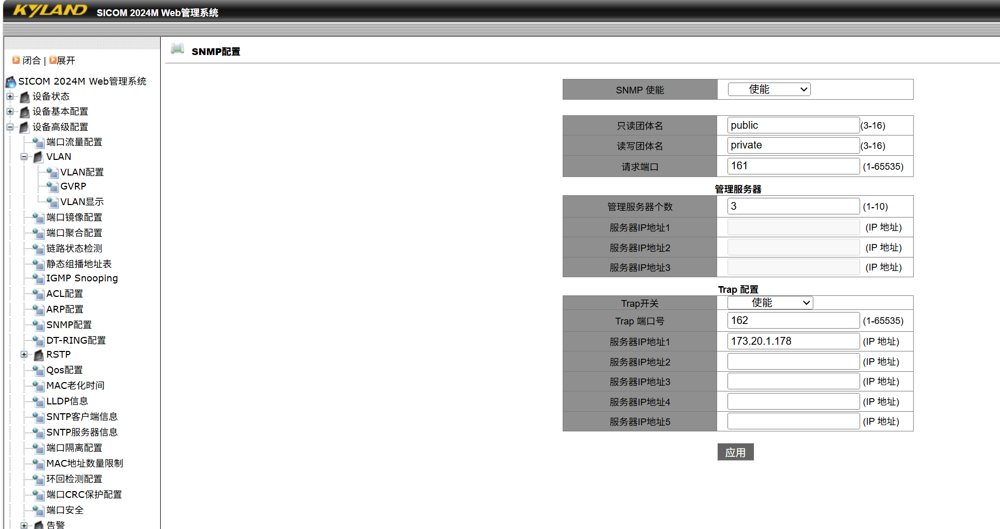 KYLAND SICOM 2024M Web管理系统
闭合 | 展开
SICOM 2024M Web管理系统
设备状态
设备基本配置
设备高级配置
端口流量配置
VLAN
VLAN配置
GVRP
VLAN显示
端口镜像配置
端口聚合配置
链路状态检测
静态组播地址表
IGMP Snooping
ACL配置
ARP配置
SNMP配置
DT-RING配置
RSTP
Qos配置
MAC老化时间
LLDP信息
SNTP客户端信息
SNTP服务器信息
端口隔离配置
MAC地址数量限制
环回检测配置
端口CRC保护配置
端口安全
告警
SNMP配置
SNMP 使能 使能
只读团体名 public (3-16)
读写团体名 private (3-16)
请求端口 161 (1-65535)
管理服务器
管理服务器个数 3 (1-10)
服务器IP地址1 (IP 地址)
服务器IP地址2 (IP 地址)
服务器IP地址3 (IP 地址)
Trap 配置
Trap开关 使能
Trap 端口号 162 (1-65535)
服务器IP地址1 173.20.1.178 (IP 地址)
服务器IP地址2 (IP 地址)
服务器IP地址3 (IP 地址)
服务器IP地址4 (IP 地址)
服务器IP地址5 (IP 地址)
应用